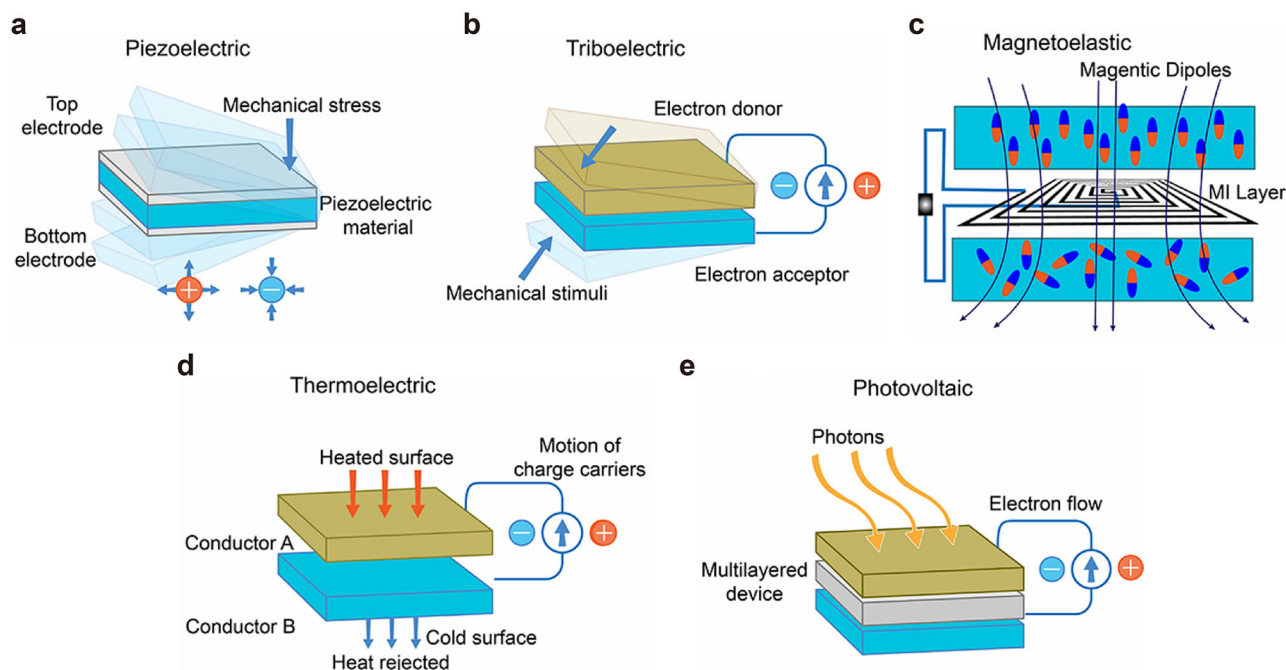 a
Piezoelectric
Top
electrode
Mechanical stress
Piezoelectric
material
Bottom
electrode
+
−
b
Triboelectric
Electron donor
−
+
Electron acceptor
Mechanical stimuli
c
Magnetoelastic
Magentic Dipoles
MI Layer
d
Thermoelectric
Heated surface
Motion of
charge carriers
−
+
Conductor A
Conductor B
Cold surface
Heat rejected
e
Photovoltaic
Photons
Electron flow
−
+
Multilayered
device